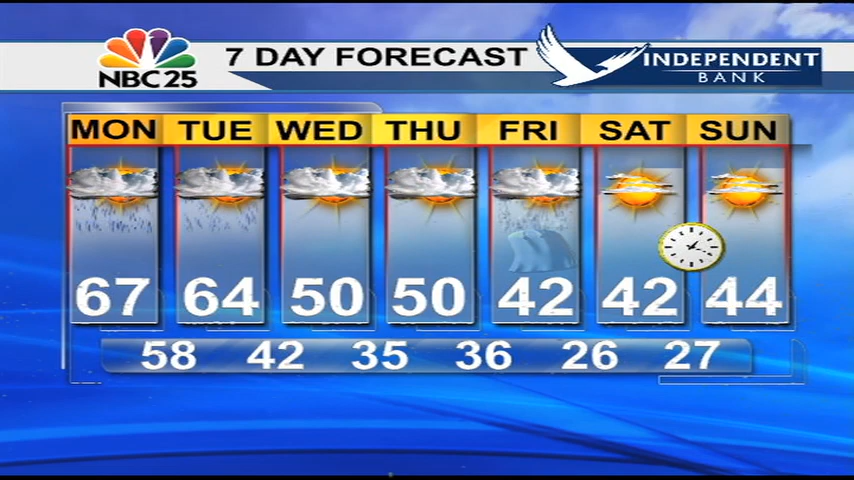 NBC25
7 DAY FORECAST
INDEPENDENT
BANK
MON TUE WED THU FRI SAT SUN
67 64 50 50 42 42 44
58 42 35 36 26 27